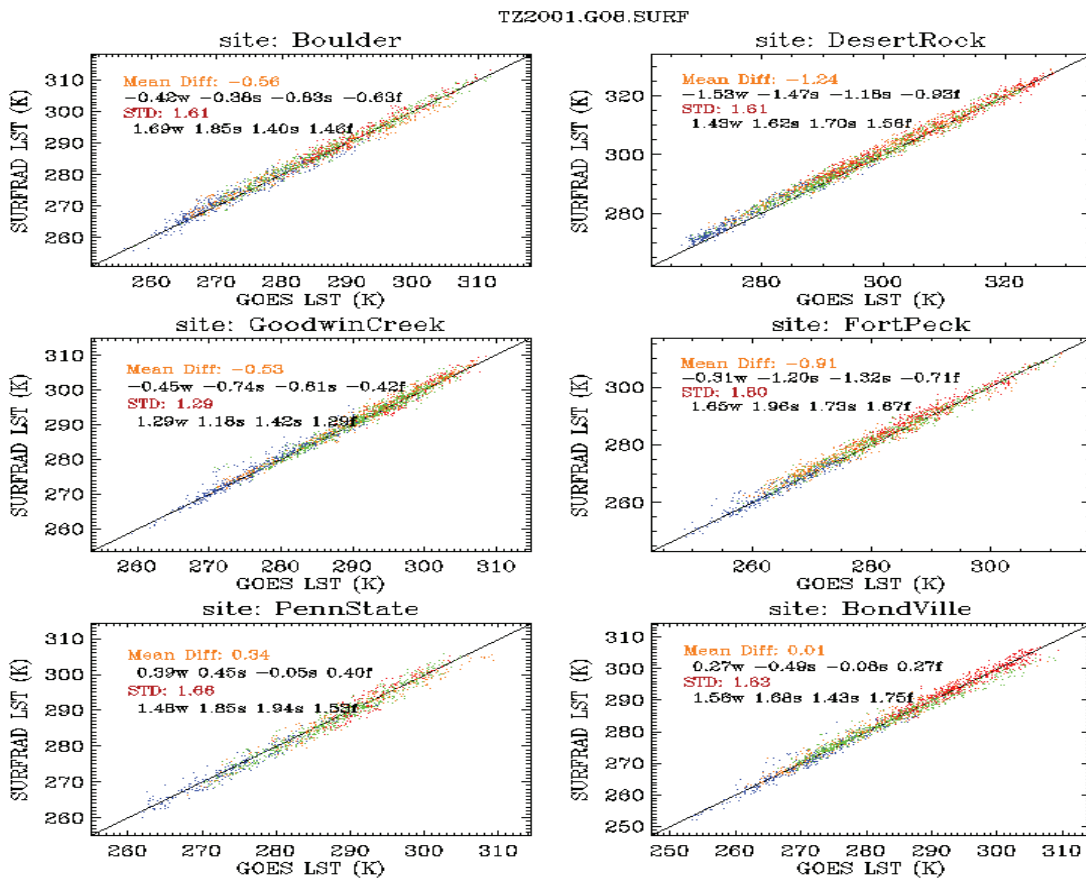 TZ2001.G08.SURF
site: Boulder
SURFRAD LST (K)
310
300
290
280
270
260
Mean Diff: −0.56
−0.42w −0.38s −0.83s −0.63f
STD: 1.61
1.69w 1.85s 1.40s 1.46f
260 270 280 290 300 310
GOES LST (K)
site: DesertRock
SURFRAD LST (K)
320
300
280
Mean Diff: −1.24
−1.53w −1.47s −1.18s −0.93f
STD: 1.61
1.43w 1.62s 1.70s 1.56f
280 300 320
GOES LST (K)
site: GoodwinCreek
SURFRAD LST (K)
310
300
290
280
270
260
Mean Diff: −0.53
−0.45w −0.74s −0.61s −0.42f
STD: 1.29
1.29w 1.18s 1.42s 1.29f
260 270 280 290 300 310
GOES LST (K)
site: FortPeck
SURFRAD LST (K)
300
280
260
Mean Diff: −0.91
−0.31w −1.20s −1.32s −0.71f
STD: 1.80
1.65w 1.96s 1.73s 1.67f
260 280 300
GOES LST (K)
site: PennState
SURFRAD LST (K)
310
300
290
280
270
260
Mean Diff: 0.34
0.39w 0.45s −0.05s 0.40f
STD: 1.66
1.48w 1.85s 1.94s 1.53f
260 270 280 290 300 310
GOES LST (K)
site: BondVille
SURFRAD LST (K)
310
300
290
280
270
260
250
Mean Diff: 0.01
0.27w −0.49s −0.08s 0.27f
STD: 1.63
1.56w 1.68s 1.43s 1.75f
250 260 270 280 290 300 310
GOES LST (K)